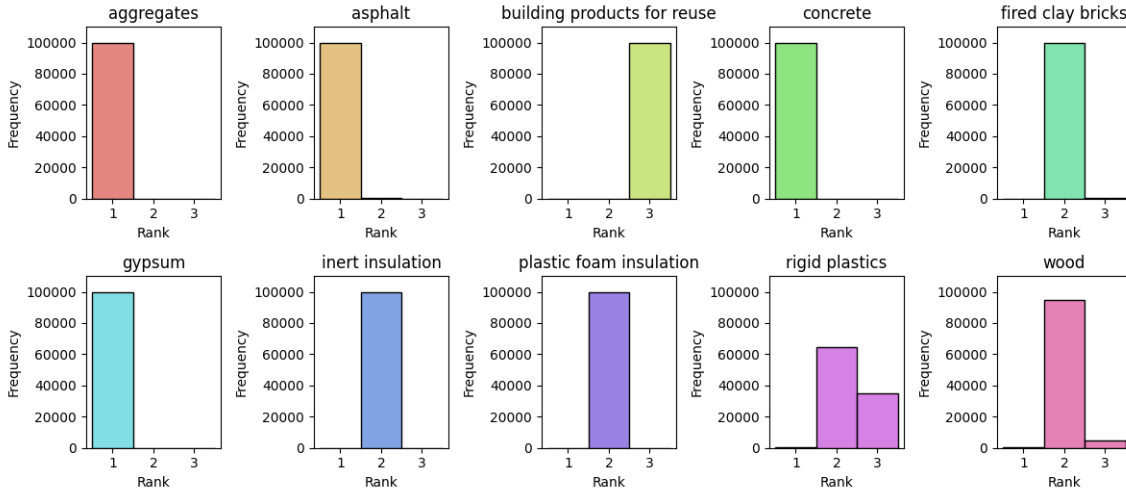 aggregates
100000
80000
60000
40000
20000
0
Frequency
1 2 3
Rank
asphalt
100000
80000
60000
40000
20000
0
Frequency
1 2 3
Rank
building products for reuse
100000
80000
60000
40000
20000
0
Frequency
1 2 3
Rank
concrete
100000
80000
60000
40000
20000
0
Frequency
1 2 3
Rank
fired clay bricks
100000
80000
60000
40000
20000
0
Frequency
1 2 3
Rank
gypsum
100000
80000
60000
40000
20000
0
Frequency
1 2 3
Rank
inert insulation
100000
80000
60000
40000
20000
0
Frequency
1 2 3
Rank
plastic foam insulation
100000
80000
60000
40000
20000
0
Frequency
1 2 3
Rank
rigid plastics
100000
80000
60000
40000
20000
0
Frequency
1 2 3
Rank
wood
100000
80000
60000
40000
20000
0
Frequency
1 2 3
Rank